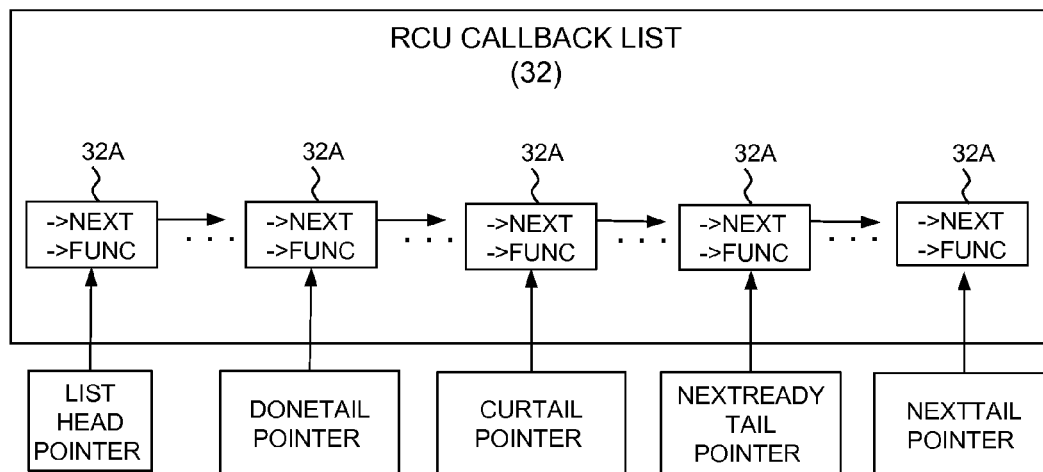 RCU CALLBACK LIST
(32)
32A
32A
32A
32A
32A
->NEXT
->FUNC
. . .
->NEXT
->FUNC
. . .
->NEXT
->FUNC
. . .
->NEXT
->FUNC
. . .
->NEXT
->FUNC
LIST
HEAD
POINTER
DONETAIL
POINTER
CURTAIL
POINTER
NEXTREADY
TAIL
POINTER
NEXTTAIL
POINTER